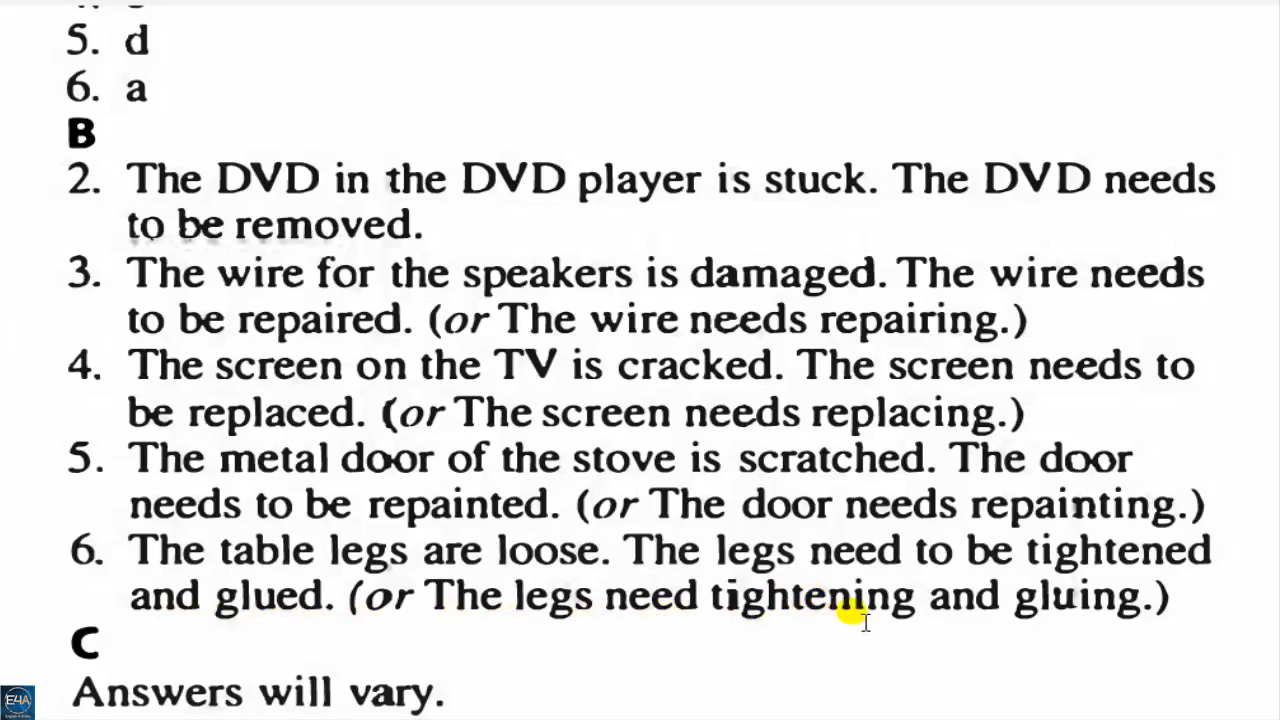 5. d
6. a
B
2. The DVD in the DVD player is stuck. The DVD needs
to be removed.
3. The wire for the speakers is damaged. The wire needs
to be repaired. (or The wire needs repairing.)
4. The screen on the TV is cracked. The screen needs to
be replaced. (or The screen needs replacing.)
5. The metal door of the stove is scratched. The door
needs to be repainted. (or The door needs repainting.)
6. The table legs are loose. The legs need to be tightened
and glued. (or The legs need tightening and gluing.)
C
Answers will vary.
E4A